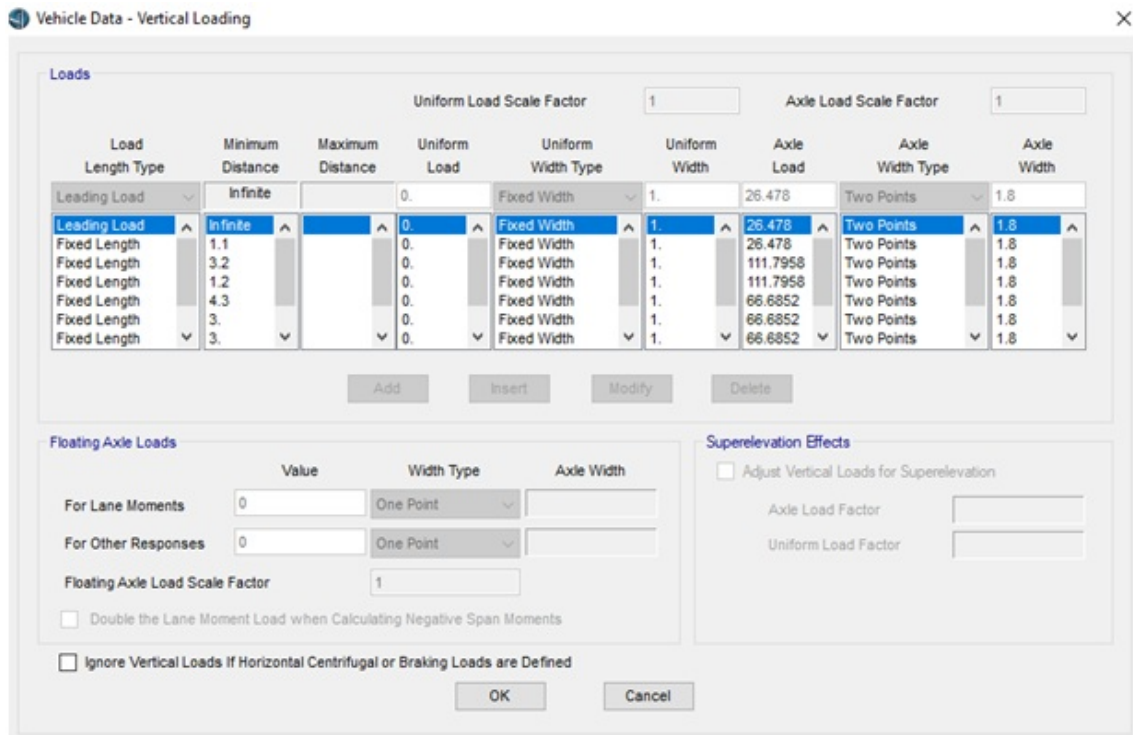 Vehicle Data - Vertical Loading
Loads
Uniform Load Scale Factor 1 Axle Load Scale Factor 1
Load Minimum Maximum Uniform Uniform Uniform Axle Axle Axle
Length Type Distance Distance Load Width Type Width Load Width Type Width
Leading Load Infinite 0. Fixed Width 1. 26.478 Two Points 1.8
Leading Load Infinite 0. Fixed Width 1. 26.478 Two Points 1.8
Fixed Length 1.1 0. Fixed Width 1. 26.478 Two Points 1.8
Fixed Length 3.2 0. Fixed Width 1. 111.7958 Two Points 1.8
Fixed Length 1.2 0. Fixed Width 1. 111.7958 Two Points 1.8
Fixed Length 4.3 0. Fixed Width 1. 66.6852 Two Points 1.8
Fixed Length 3. 0. Fixed Width 1. 66.6852 Two Points 1.8
Fixed Length 3. 0. Fixed Width 1. 66.6852 Two Points 1.8
Add Insert Modify Delete
Floating Axle Loads
Value Width Type Axle Width
For Lane Moments 0 One Point
For Other Responses 0 One Point
Floating Axle Load Scale Factor 1
Double the Lane Moment Load when Calculating Negative Span Moments
Superelevation Effects
Adjust Vertical Loads for Superelevation
Axle Load Factor
Uniform Load Factor
Ignore Vertical Loads If Horizontal Centrifugal or Braking Loads are Defined
OK Cancel